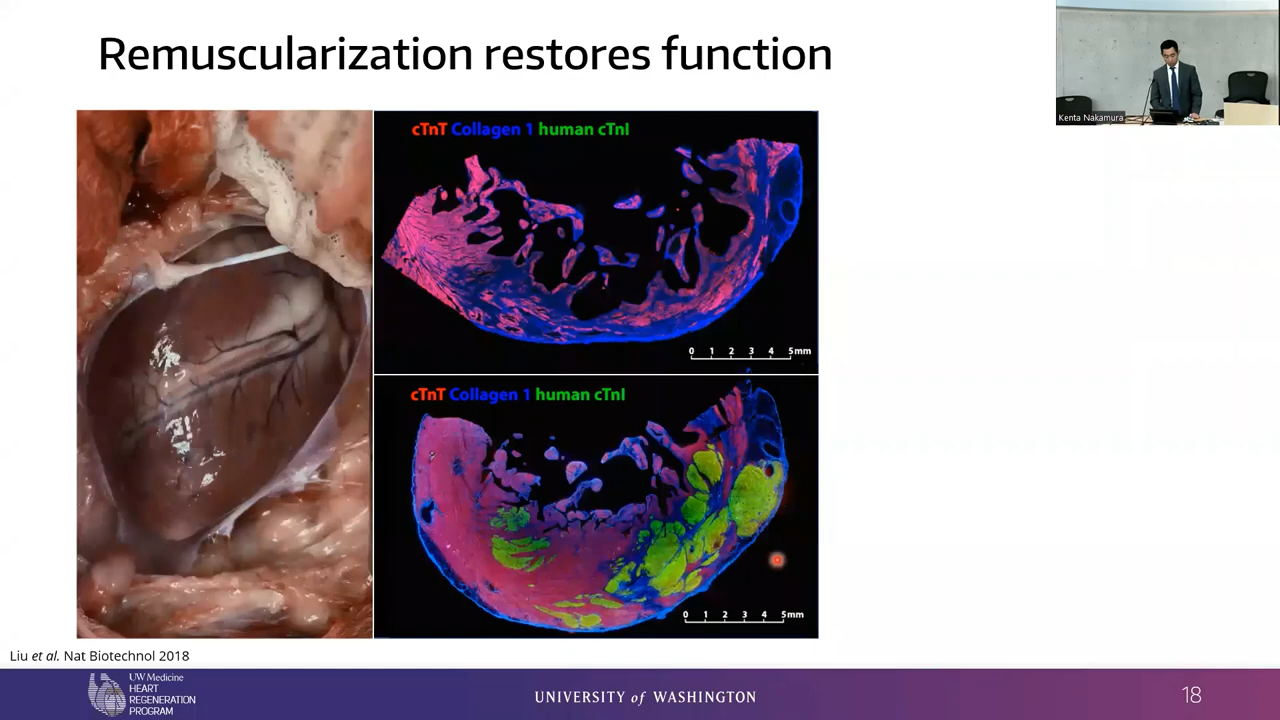 Remuscularization restores function
Kenta Nakamura
cTnT Collagen 1 human cTnI
0 1 2 3 4 5mm
cTnT Collagen 1 human cTnI
0 1 2 3 4 5mm
Liu et al. Nat Biotechnol 2018
UW Medicine
HEART
REGENERATION
PROGRAM
UNIVERSITY of WASHINGTON
18